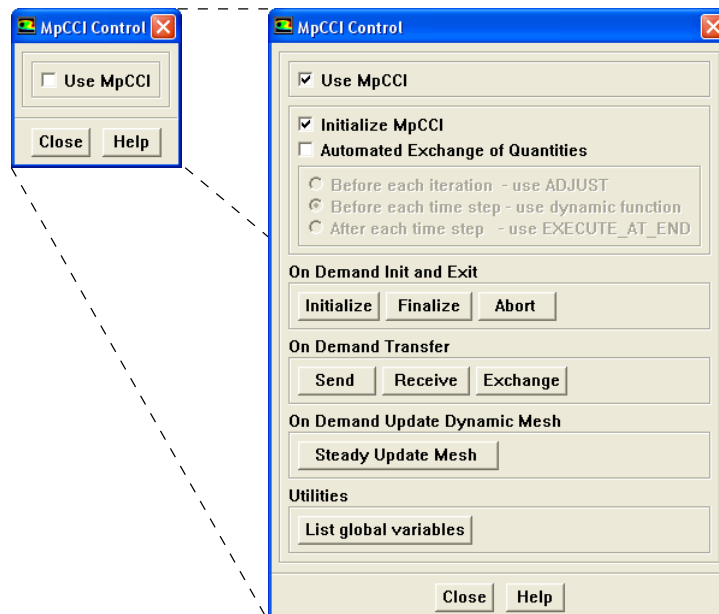 MpCCI Control
Use MpCCI
Close Help
MpCCI Control
Use MpCCI
Initialize MpCCI
Automated Exchange of Quantities
Before each iteration - use ADJUST
Before each time step - use dynamic function
After each time step - use EXECUTE_AT_END
On Demand Init and Exit
Initialize Finalize Abort
On Demand Transfer
Send Receive Exchange
On Demand Update Dynamic Mesh
Steady Update Mesh
Utilities
List global variables
Close Help